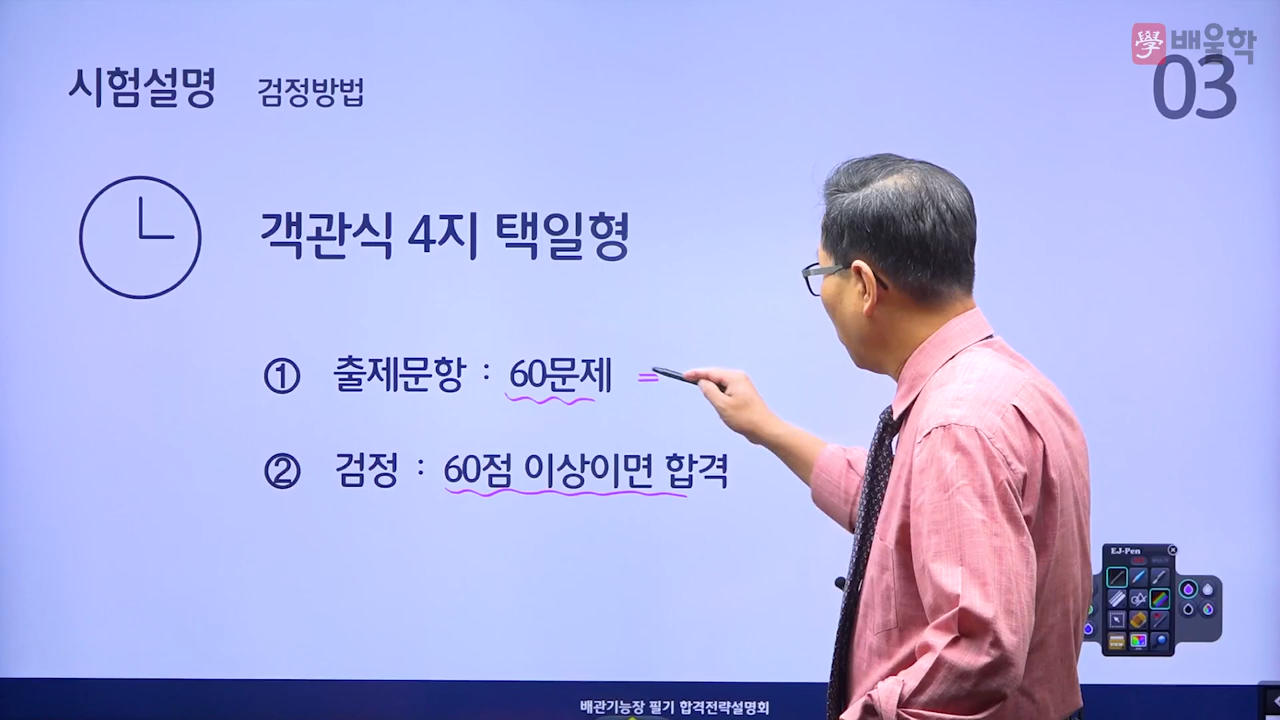 시험설명 검정방법
學 배울학
03
객관식 4지 택일형
① 출제문항 : 60문제 =
② 검정 : 60점 이상이면 합격
EJ-Pen
배관기능장 필기 합격전략설명회